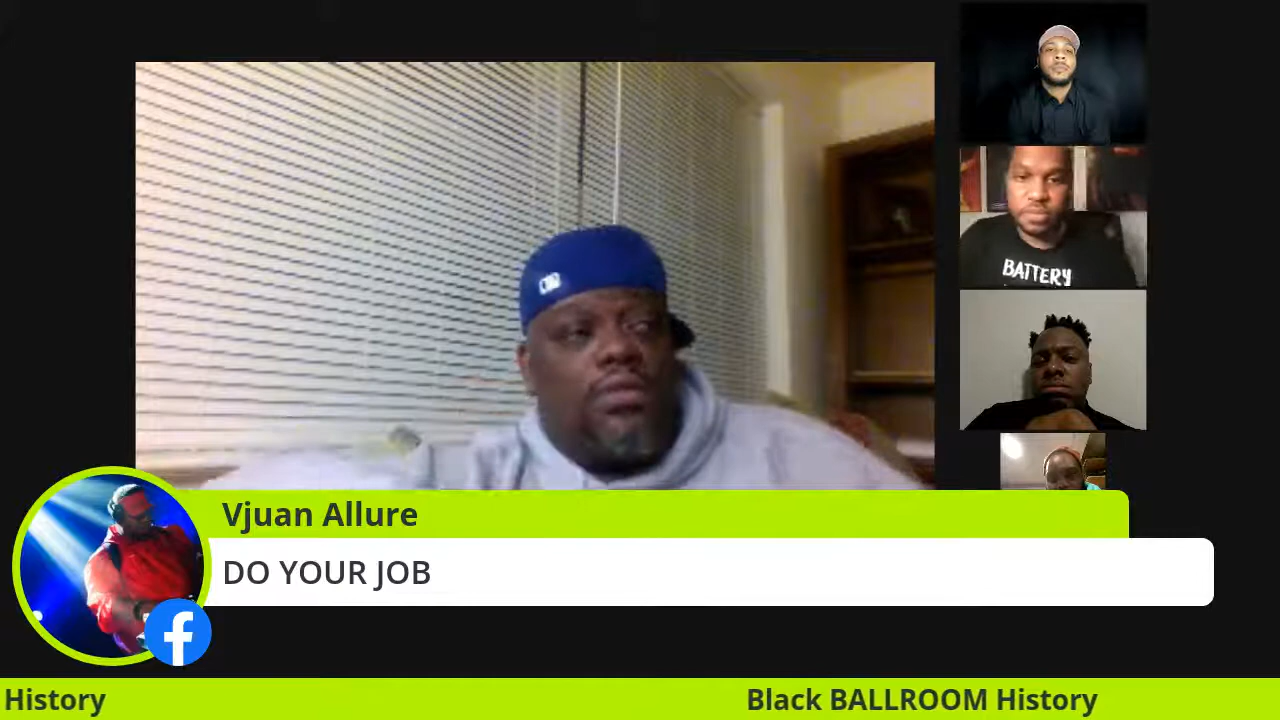 BATTERY
Vjuan Allure
DO YOUR JOB
History
Black BALLROOM History